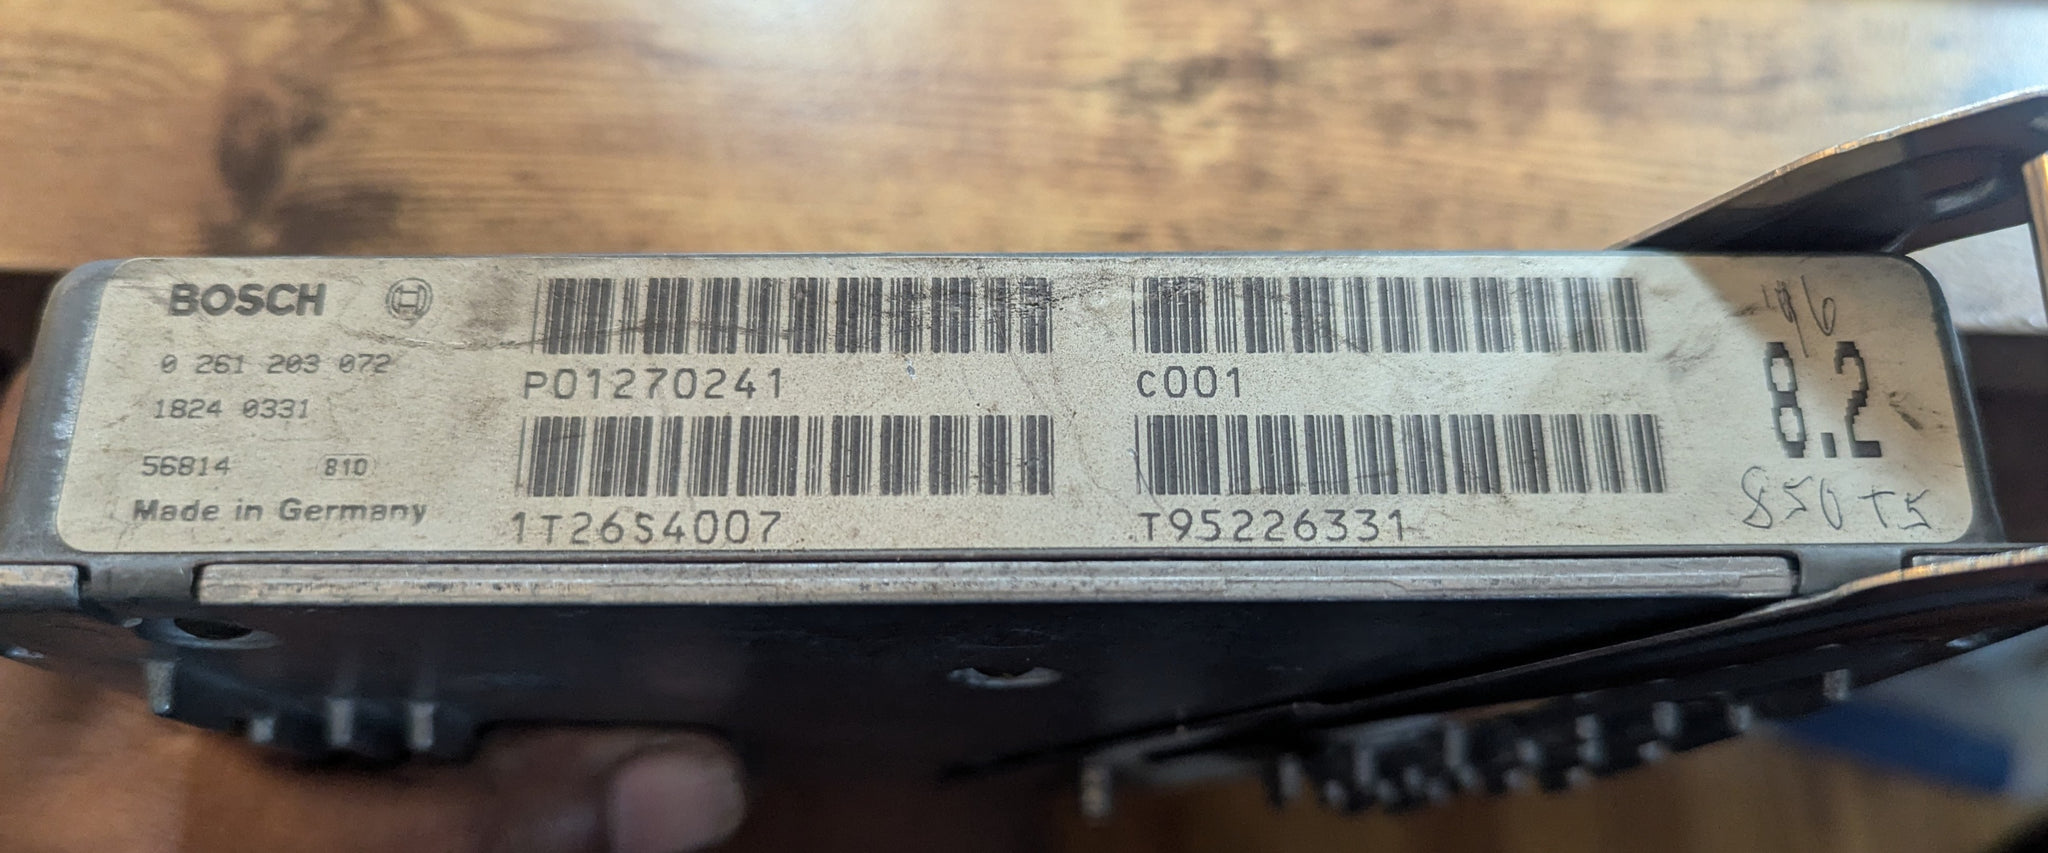 BOSCH
0 261 203 072
1824 0331
56814 810
Made in Germany
P01270241
1T26S4007
C001
T95226331
'96
8.2
850 T5